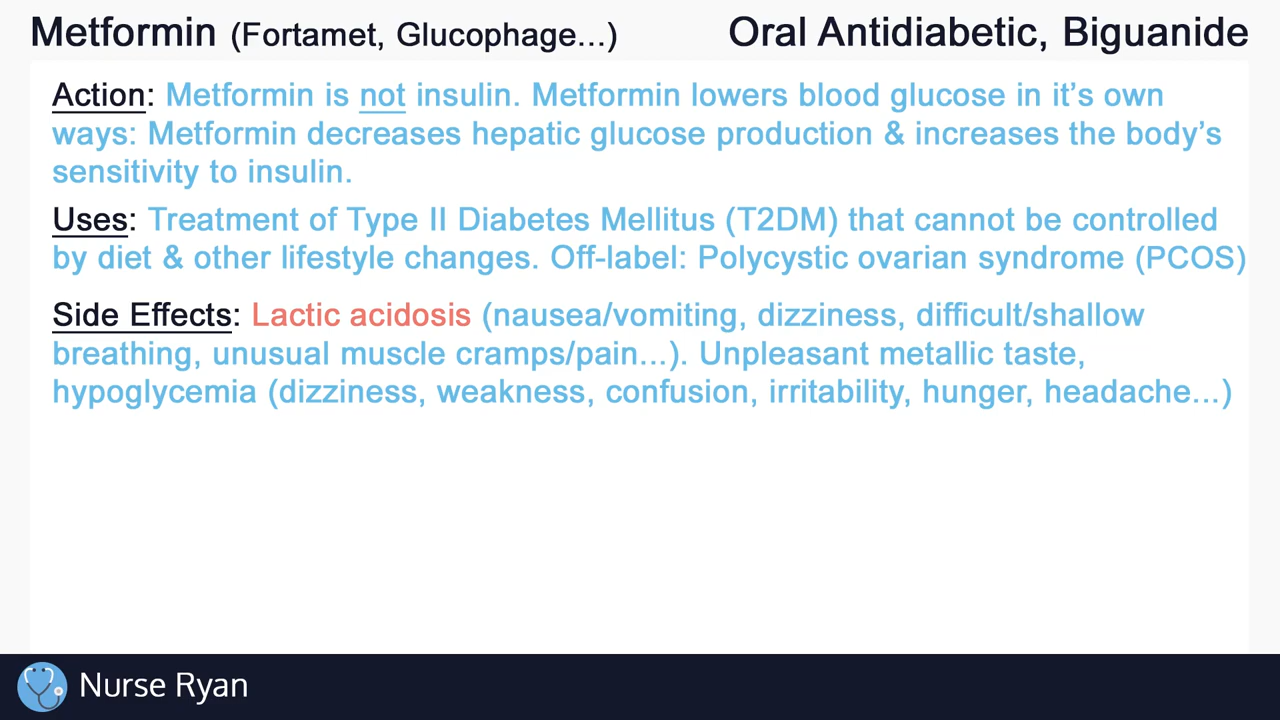 Metformin (Fortamet, Glucophage...) Oral Antidiabetic, Biguanide
Action: Metformin is not insulin. Metformin lowers blood glucose in it’s own
ways: Metformin decreases hepatic glucose production & increases the body’s
sensitivity to insulin.
Uses: Treatment of Type II Diabetes Mellitus (T2DM) that cannot be controlled
by diet & other lifestyle changes. Off-label: Polycystic ovarian syndrome (PCOS)
Side Effects: Lactic acidosis (nausea/vomiting, dizziness, difficult/shallow
breathing, unusual muscle cramps/pain...). Unpleasant metallic taste,
hypoglycemia (dizziness, weakness, confusion, irritability, hunger, headache...)
Nurse Ryan